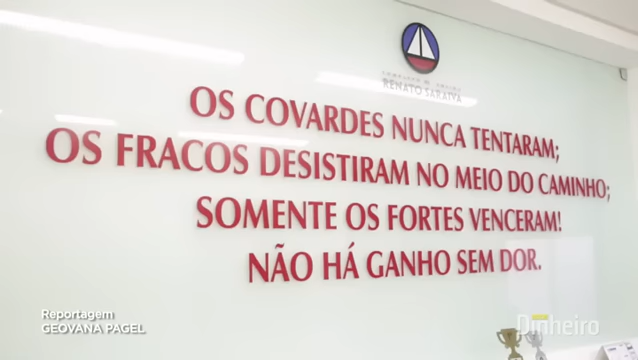 RENATO SARAIVA
OS COVARDES NUNCA TENTARAM;
OS FRACOS DESISTIRAM NO MEIO DO CAMINHO;
SOMENTE OS FORTES VENCERAM!
NÃO HÁ GANHO SEM DOR.
Reportagem
GEOVANA PAGEL
Dinheiro